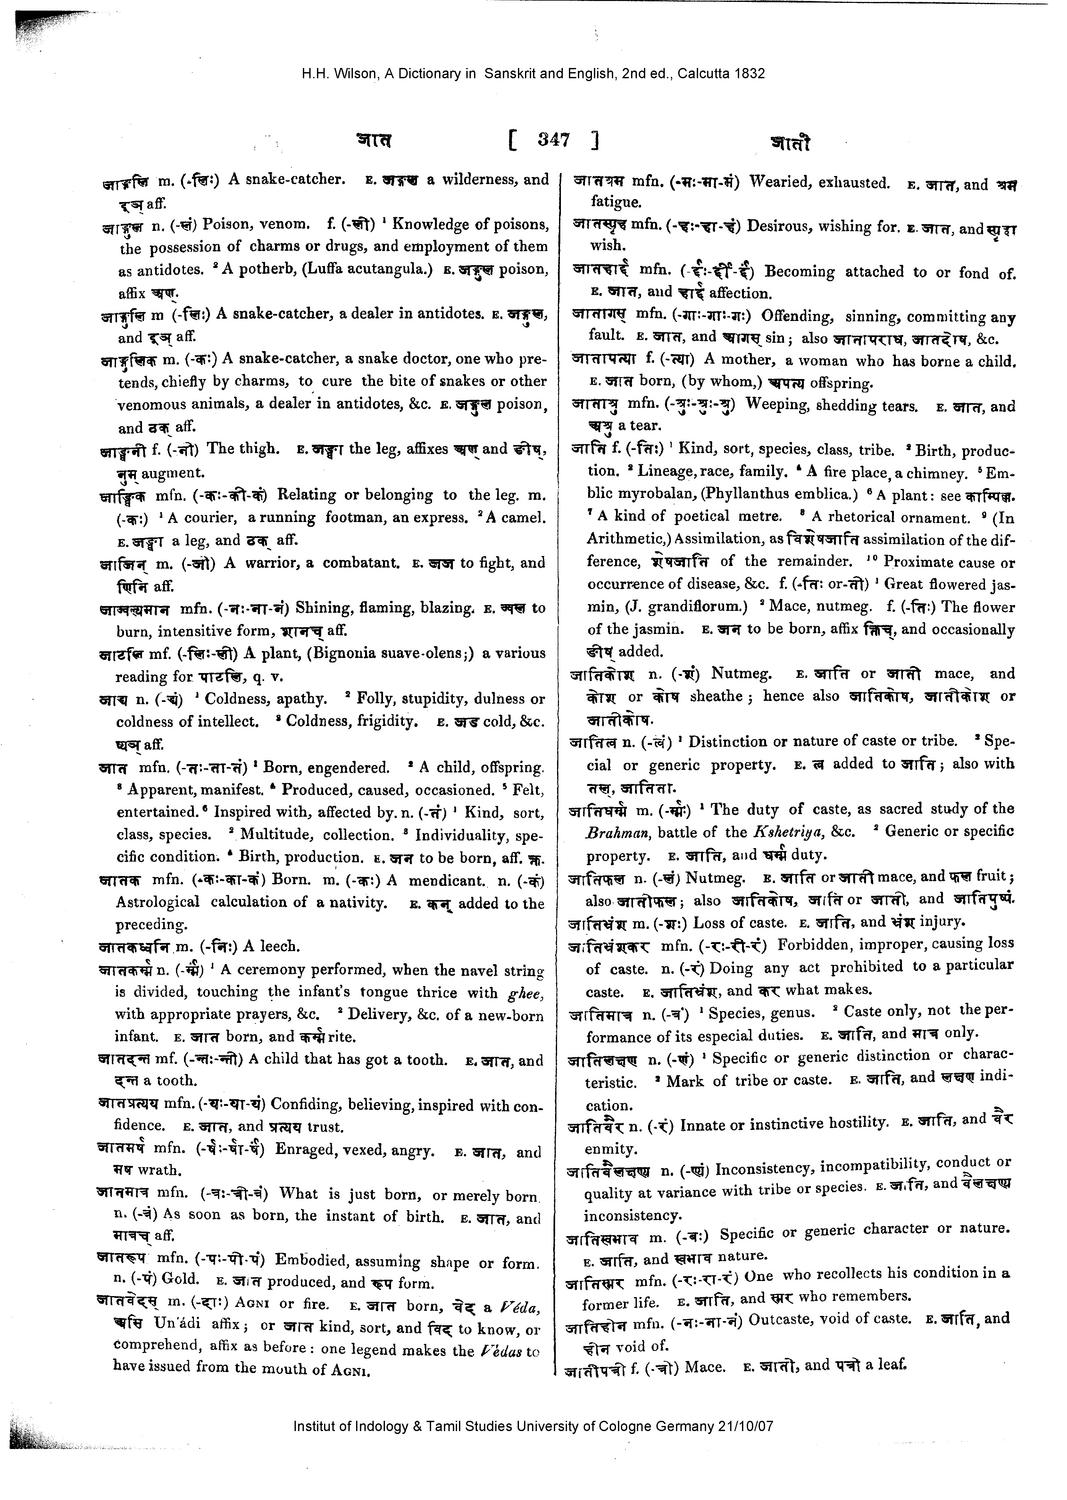 H.H. Wilson, A Dictionary in Sanskrit and English, 2nd ed., Calcutta 1832
जात [ 347 ] जाती
जाङ्गलि m. (-लिः) A snake-catcher. E. जङ्गल a wilderness, and
इञ् aff.
जाङ्गुल n. (-लं) Poison, venom. f. (-ली) ¹ Knowledge of poisons,
the possession of charms or drugs, and employment of them
as antidotes. ² A potherb, (Luffa acutangula.) E. जङ्गुल poison,
affix अण्.
जाङ्गुलि m (-लिः) A snake-catcher, a dealer in antidotes. E. जङ्गुल,
and इञ् aff.
जाङ्गुलिक m. (-कः) A snake-catcher, a snake doctor, one who pre-
tends, chiefly by charms, to cure the bite of snakes or other
venomous animals, a dealer in antidotes, &c. E. जङ्गुल poison,
and ठक् aff.
जाङ्घनी f. (-नी) The thigh. E. जङ्घा the leg, affixes अण् and ङीष्,
नुम् augment.
जाङ्घिक mfn. (-कः-की-कं) Relating or belonging to the leg. m.
(-कः) ¹ A courier, a running footman, an express. ² A camel.
E. जङ्घा a leg, and ठक् aff.
जाजिन् m. (-जी) A warrior, a combatant. E. जज to fight, and
णिनि aff.
जाज्वल्यमान mfn. (-नः-ना-नं) Shining, flaming, blazing. E. ज्वल to
burn, intensitive form, शानच् aff.
जाटलि mf. (-लिः-ली) A plant, (Bignonia suave-olens;) a various
reading for पाटलि, q. v.
जाद्य n. (-द्यं) ¹ Coldness, apathy. ² Folly, stupidity, dulness or
coldness of intellect. ³ Coldness, frigidity. E. जड cold, &c.
ष्यञ् aff.
जात mfn. (-तः-ता-तं) ¹ Born, engendered. ² A child, offspring.
³ Apparent, manifest. ⁴ Produced, caused, occasioned. ⁵ Felt,
entertained. ⁶ Inspired with, affected by. n. (-तं) ¹ Kind, sort,
class, species. ² Multitude, collection. ³ Individuality, spe-
cific condition. ⁴ Birth, production. E. जन to be born, aff. क्त.
जातक mfn. (-कः-का-कं) Born. m. (-कः) A mendicant. n. (-कं)
Astrological calculation of a nativity. E. कन् added to the
preceding.
जातकध्वनि m. (-निः) A leech.
जातकर्म्म n. (-र्म्मं) ¹ A ceremony performed, when the navel string
is divided, touching the infant's tongue thrice with ghee,
with appropriate prayers, &c. ² Delivery, &c. of a new-born
infant. E. जात born, and कर्म्म rite.
जातदन्त mf. (-न्तः-न्ती) A child that has got a tooth. E. जात, and
दन्त a tooth.
जातप्रत्यय mfn. (-यः-या-यं) Confiding, believing, inspired with con-
fidence. E. जात, and प्रत्यय trust.
जातमर्ष mfn. (-र्षः-र्षा-र्षं) Enraged, vexed, angry. E. जात, and
मर्ष wrath.
जातमात्र mfn. (-त्रः-त्री-त्रं) What is just born, or merely born.
n. (-त्रं) As soon as born, the instant of birth. E. जात, and
मात्रच् aff.
जातरूप mfn. (-पः-पी-पं) Embodied, assuming shape or form.
n. (-पं) Gold. E. जात produced, and रूप form.
जातवेदस् m. (-दाः) AGNI or fire. E. जात born, वेद a Véda,
असि Un'ádi affix; or जात kind, sort, and विद् to know, or
comprehend, affix as before: one legend makes the Védas to
have issued from the mouth of AGNI.
जातश्रम mfn. (-मः-मा-मं) Wearied, exhausted. E. जात, and श्रम
fatigue.
जातस्पृह mfn. (-हः-हा-हं) Desirous, wishing for. E. जात, and स्पृहा
wish.
जातहार्द mfn. (-र्दः-र्दी-र्दं) Becoming attached to or fond of.
E. जात, and हार्द affection.
जातागस् mfn. (-गाः-गाः-गः) Offending, sinning, committing any
fault. E. जात, and आगस् sin; also जातापराध, जातदोष, &c.
जातापत्या f. (-त्या) A mother, a woman who has borne a child.
E. जात born, (by whom,) अपत्य offspring.
जाताश्रु mfn. (-श्रुः-श्रुः-श्रु) Weeping, shedding tears. E. जात, and
अश्रु a tear.
जाति f. (-तिः) ¹ Kind, sort, species, class, tribe. ² Birth, produc-
tion. ³ Lineage, race, family. ⁴ A fire place, a chimney. ⁵ Em-
blic myrobalan, (Phyllanthus emblica.) ⁶ A plant: see काम्पिल्ल.
⁷ A kind of poetical metre. ⁸ A rhetorical ornament. ⁹ (In
Arithmetic,) Assimilation, as विशेषजाति assimilation of the dif-
ference, शेषजाति of the remainder. ¹⁰ Proximate cause or
occurrence of disease, &c. f. (-तिः or -ती) ¹ Great flowered jas-
min, (J. grandiflorum.) ² Mace, nutmeg. f. (-तिः) The flower
of the jasmin. E. जन to be born, affix क्तिच्, and occasionally
ङीष् added.
जातिकोश n. (-शं) Nutmeg. E. जाति or जाती mace, and
कोश or कोष sheathe; hence also जातिकोष, जातीकोश or
जातीकोष.
जातित्व n. (-त्वं) ¹ Distinction or nature of caste or tribe. ² Spe-
cial or generic property. E. त्व added to जाति; also with
तल्, जातिता.
जातिधर्म्म m. (-र्म्मः) ¹ The duty of caste, as sacred study of the
Brahman, battle of the Kshetriya, &c. ² Generic or specific
property. E. जाति, and धर्म्म duty.
जातिफल n. (-लं) Nutmeg. E. जाति or जाती mace, and फल fruit;
also जातीफल; also जातिकोष, जाति or जाती, and जातिपुष्पं.
जातिभ्रंश m. (-शः) Loss of caste. E. जाति, and भ्रंश injury.
जातिभ्रंशकर mfn. (-रः-री-रं) Forbidden, improper, causing loss
of caste. n. (-रं) Doing any act prohibited to a particular
caste. E. जातिभ्रंश, and कर what makes.
जातिमात्र n. (-त्रं) ¹ Species, genus. ² Caste only, not the per-
formance of its especial duties. E. जाति, and मात्र only.
जातिलक्षण n. (-णं) ¹ Specific or generic distinction or charac-
teristic. ² Mark of tribe or caste. E. जाति, and लक्षण indi-
cation.
जातिवैर n. (-रं) Innate or instinctive hostility. E. जाति, and वैर
enmity.
जातिवैलक्षण्य n. (-ण्यं) Inconsistency, incompatibility, conduct or
quality at variance with tribe or species. E. जाति, and वैलक्षण्य
inconsistency.
जातिस्वभाव m. (-वः) Specific or generic character or nature.
E. जाति, and स्वभाव nature.
जातिस्मर mfn. (-रः-रा-रं) One who recollects his condition in a
former life. E. जाति, and स्मर who remembers.
जातिहीन mfn. (-नः-ना-नं) Outcaste, void of caste. E. जाति, and
हीन void of.
जातीपत्री f. (-त्री) Mace. E. जाती, and पत्री a leaf.
Institut of Indology & Tamil Studies University of Cologne Germany 21/10/07